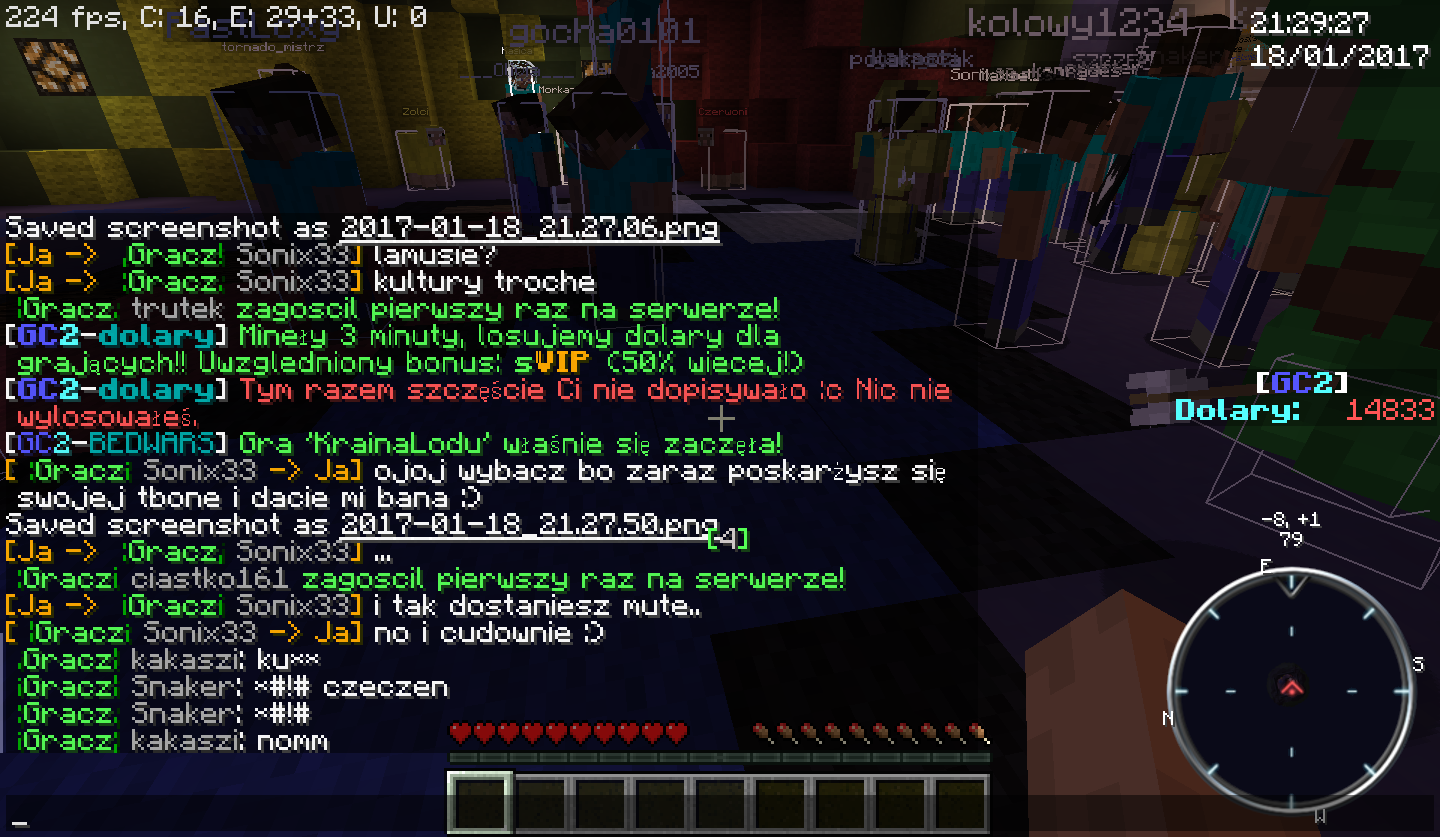 224 fps, C: 16, E: 29+33, U: 0
21:29:27
18/01/2017
tornado_mistrz
gocha0101
kolowy1234
Zolci
Czerwoni
Saved screenshot as 2017-01-18_21.27.06.png
[Ja -> Gracz Sonix33] lamusie?
[Ja -> Gracz Sonix33] kultury troche
Gracz trutek zagoscil pierwszy raz na serwerze!
[GC2-dolary] Minęły 3 minuty, losujemy dolary dla
grających!! Uwzgledniony bonus: sVIP (50% wiecej!)
[GC2-dolary] Tym razem szczęście Ci nie dopisywało :c Nic nie
wylosowałeś.
[GC2-BEDWARS] Gra 'KrainaLodu' właśnie się zaczęła!
[ Gracz Sonix33 -> Ja] ojoj wybacz bo zaraz poskarżysz się
swojej tbone i dacie mi bana :)
Saved screenshot as 2017-01-18_21.27.50.png
[-4]
[Ja -> Gracz Sonix33] ...
Gracz ciastko161 zagoscil pierwszy raz na serwerze!
[Ja -> Gracz Sonix33] i tak dostaniesz mute..
[ Gracz Sonix33 -> Ja] no i cudownie :)
Gracz kakaszi: ku**
Gracz Snaker: *#!# czeczen
Gracz Snaker: *#!#
Gracz kakaszi: nomm
[GC2]
Dolary: 14833
-8, +1
79
E
S
N
W